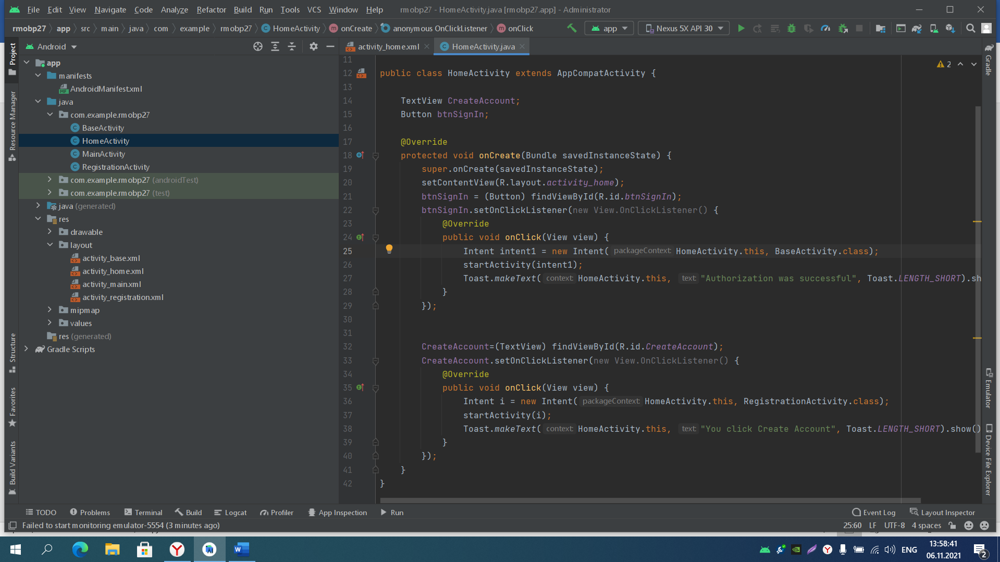 File Edit View Navigate Code Analyze Refactor Build Run Tools VCS Window Help rmobp27 - HomeActivity.java [rmobp27.app] - Administrator
rmobp27 app src main java com example rmobp27 HomeActivity onCreate anonymous OnClickListener onClick app Nexus 5X API 30
Project
Resource Manager
Structure
Favorites
Build Variants
Android
app
manifests
AndroidManifest.xml
java
com.example.rmobp27
BaseActivity
HomeActivity
MainActivity
RegistrationActivity
com.example.rmobp27 (androidTest)
com.example.rmobp27 (test)
java (generated)
res
drawable
layout
activity_base.xml
activity_home.xml
activity_main.xml
activity_registration.xml
mipmap
values
res (generated)
Gradle Scripts
activity_home.xml HomeActivity.java
2
11
12 public class HomeActivity extends AppCompatActivity {
13
14 TextView CreateAccount;
15 Button btnSignIn;
16
17 @Override
18 protected void onCreate(Bundle savedInstanceState) {
19 super.onCreate(savedInstanceState);
20 setContentView(R.layout.activity_home);
21 btnSignIn = (Button) findViewById(R.id.btnSignIn);
22 btnSignIn.setOnClickListener(new View.OnClickListener() {
23 @Override
24 public void onClick(View view) {
25 Intent intent1 = new Intent( packageContext: HomeActivity.this, BaseActivity.class);
26 startActivity(intent1);
27 Toast.makeText( context: HomeActivity.this, text: "Authorization was successful", Toast.LENGTH_SHORT).sh
28 }
29 });
30
31
32 CreateAccount=(TextView) findViewById(R.id.CreateAccount);
33 CreateAccount.setOnClickListener(new View.OnClickListener() {
34 @Override
35 public void onClick(View view) {
36 Intent i = new Intent( packageContext: HomeActivity.this, RegistrationActivity.class);
37 startActivity(i);
38 Toast.makeText( context: HomeActivity.this, text: "You click Create Account", Toast.LENGTH_SHORT).show()
39 }
40 });
41 }
42 }
Gradle
Emulator
Device File Explorer
TODO Problems Terminal Build Logcat Profiler App Inspection Run Event Log Layout Inspector
Failed to start monitoring emulator-5554 (3 minutes ago) 25:60 LF UTF-8 4 spaces
ENG 13:58:41
06.11.2021
2